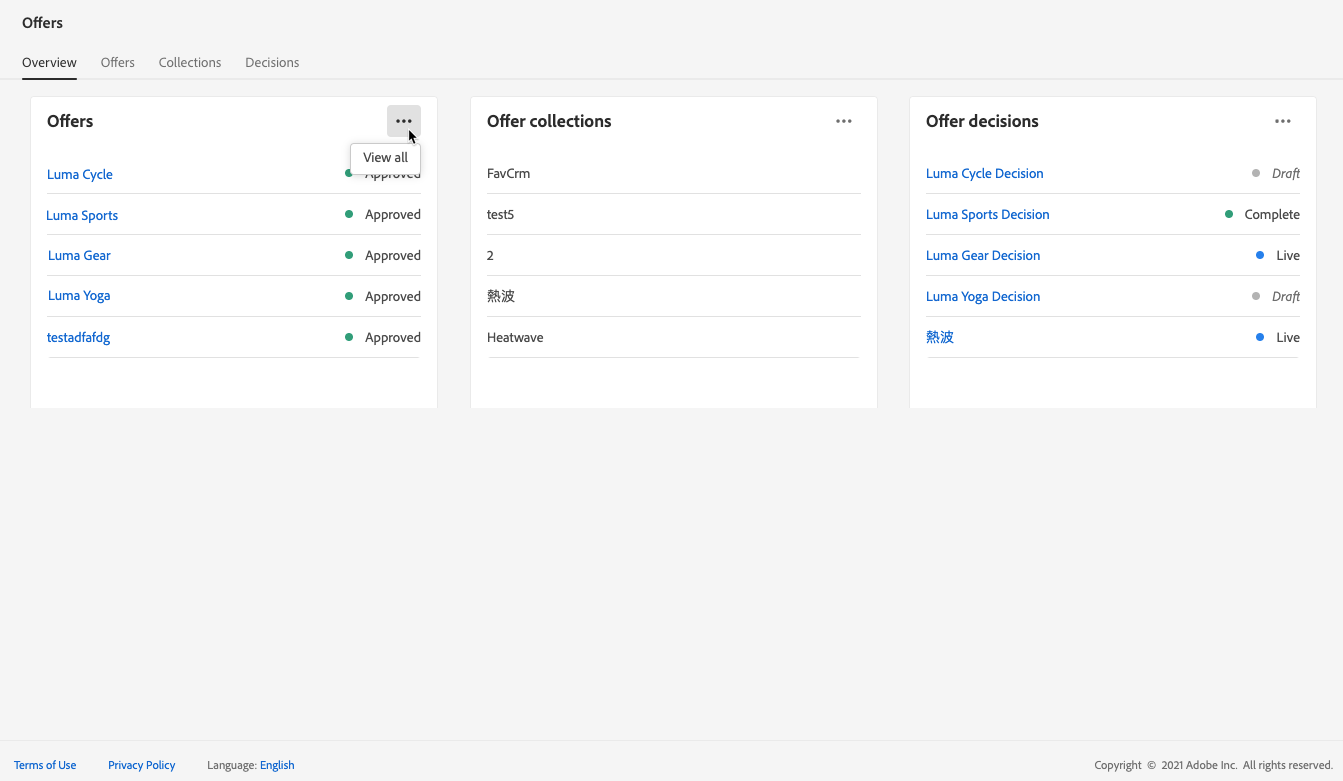 Offers
Overview Offers Collections Decisions
Offers
View all
Luma Cycle Approved
Luma Sports Approved
Luma Gear Approved
Luma Yoga Approved
testadfafdg Approved
Offer collections
FavCrm
test5
2
熱波
Heatwave
Offer decisions
Luma Cycle Decision Draft
Luma Sports Decision Complete
Luma Gear Decision Live
Luma Yoga Decision Draft
熱波 Live
Terms of Use Privacy Policy Language: English Copyright © 2021 Adobe Inc. All rights reserved.